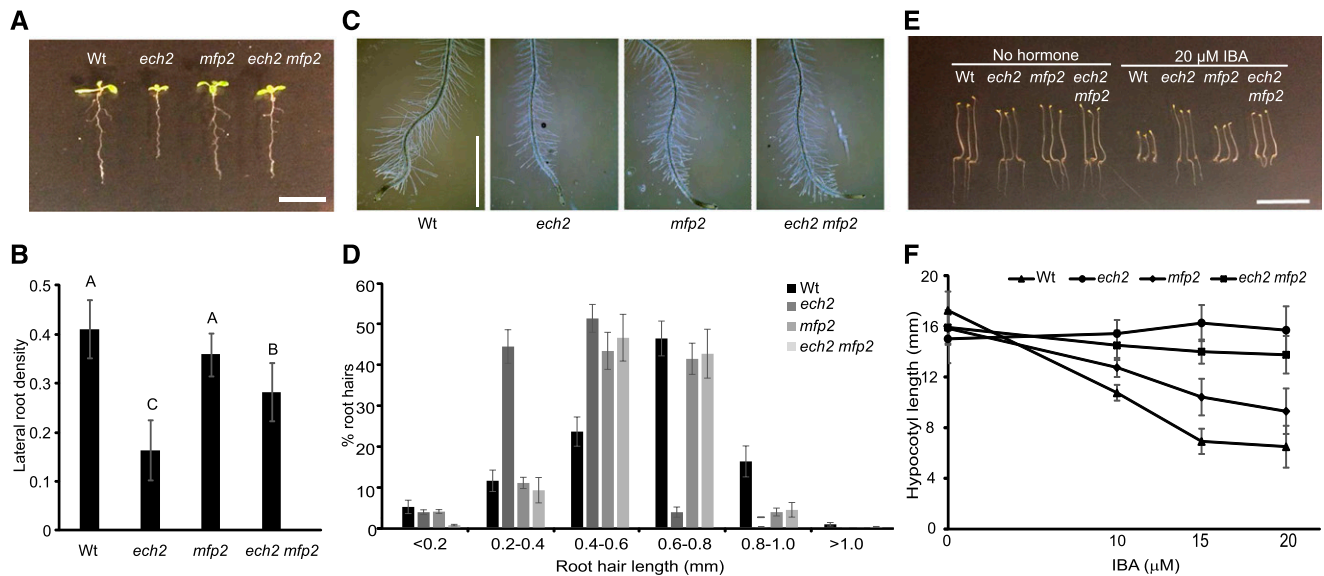 A
Wt ech2 mfp2 ech2 mfp2
B
Lateral root density
0.5
0.4
0.3
0.2
0.1
0
A
C
A
B
Wt ech2 mfp2 ech2 mfp2
C
Wt ech2 mfp2 ech2 mfp2
D
% root hairs
60
50
40
30
20
10
0
Wt
ech2
mfp2
ech2 mfp2
<0.2 0.2-0.4 0.4-0.6 0.6-0.8 0.8-1.0 >1.0
Root hair length (mm)
E
No hormone 20 µM IBA
Wt ech2 mfp2 ech2 Wt ech2 mfp2 ech2
mfp2 mfp2
F
Hypocotyl length (mm)
20
16
12
8
4
0
Wt ech2 mfp2 ech2 mfp2
0 10 15 20
IBA (µM)